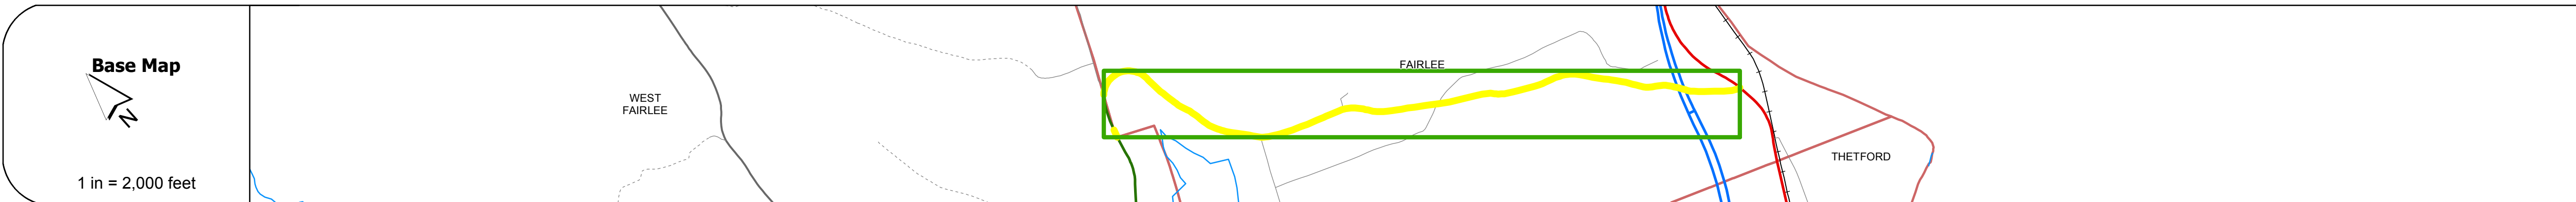 Base Map
N
1 in = 2,000 feet
WEST
FAIRLEE
FAIRLEE
THETFORD